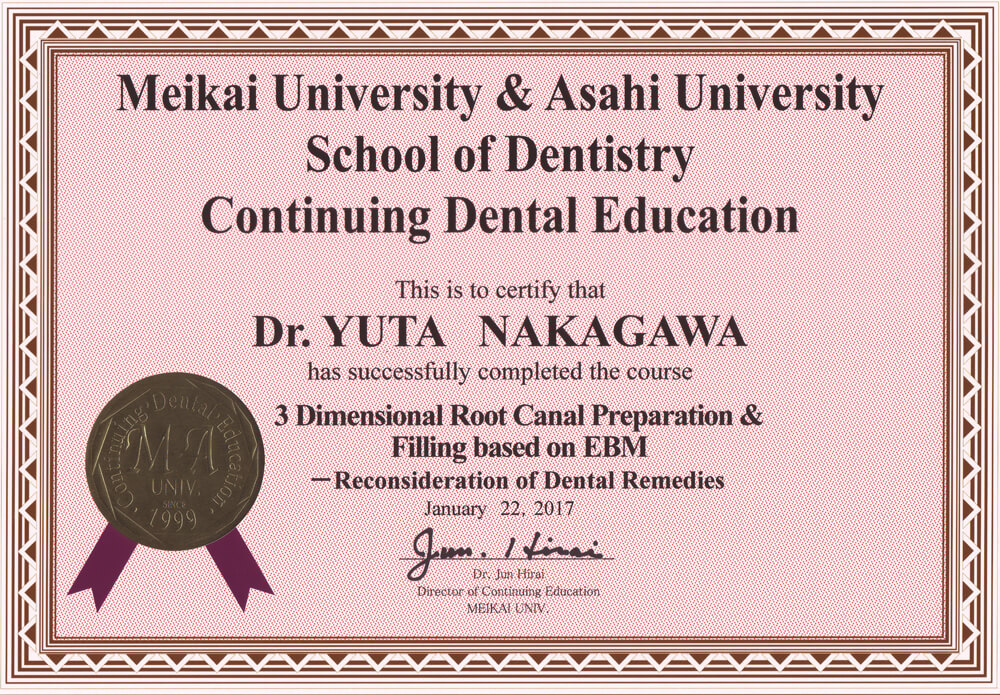 Meikai University & Asahi University
School of Dentistry
Continuing Dental Education
This is to certify that
Dr. YUTA NAKAGAWA
has successfully completed the course
3 Dimensional Root Canal Preparation &
Filling based on EBM
—Reconsideration of Dental Remedies
January 22, 2017
Jun. Hirai
Dr. Jun Hirai
Director of Continuing Education
MEIKAI UNIV.
Continuing Dental Education
MA
UNIV.
SINCE
1999